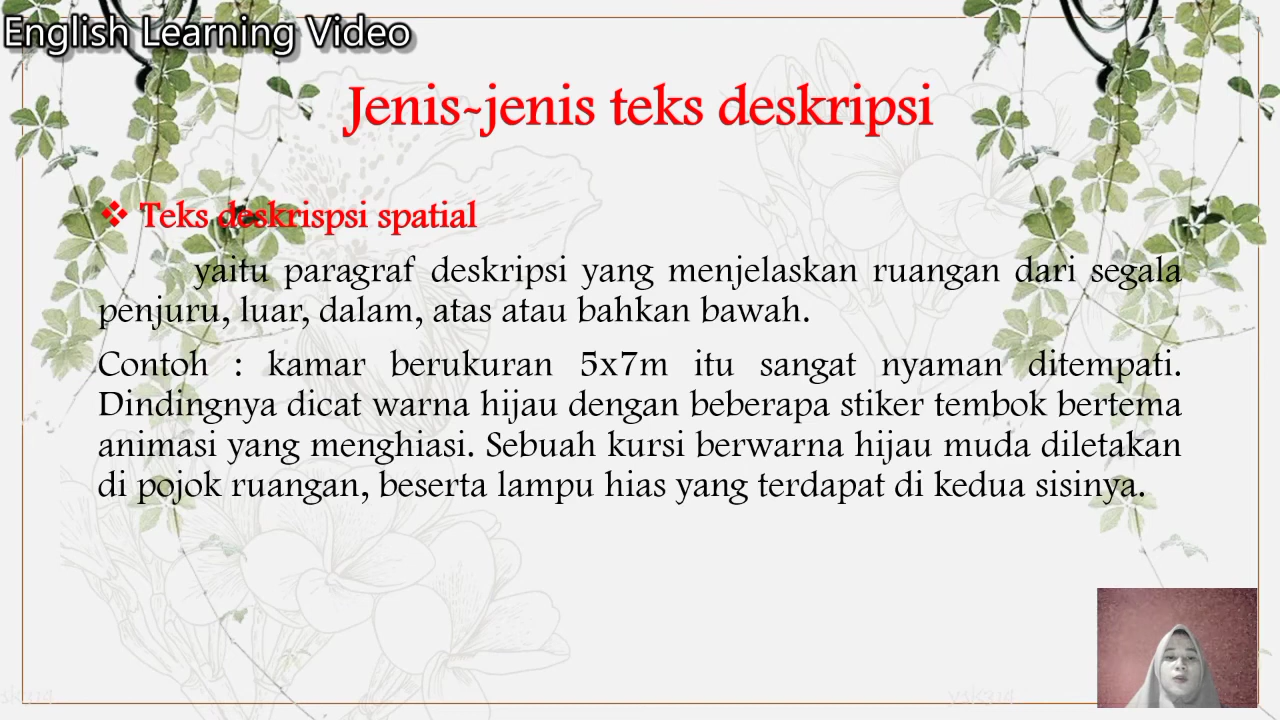 English Learning Video
Jenis-jenis teks deskripsi
❖ Teks deskrispsi spatial
yaitu paragraf deskripsi yang menjelaskan ruangan dari segala
penjuru, luar, dalam, atas atau bahkan bawah.
Contoh : kamar berukuran 5x7m itu sangat nyaman ditempati.
Dindingnya dicat warna hijau dengan beberapa stiker tembok bertema
animasi yang menghiasi. Sebuah kursi berwarna hijau muda diletakan
di pojok ruangan, beserta lampu hias yang terdapat di kedua sisinya.